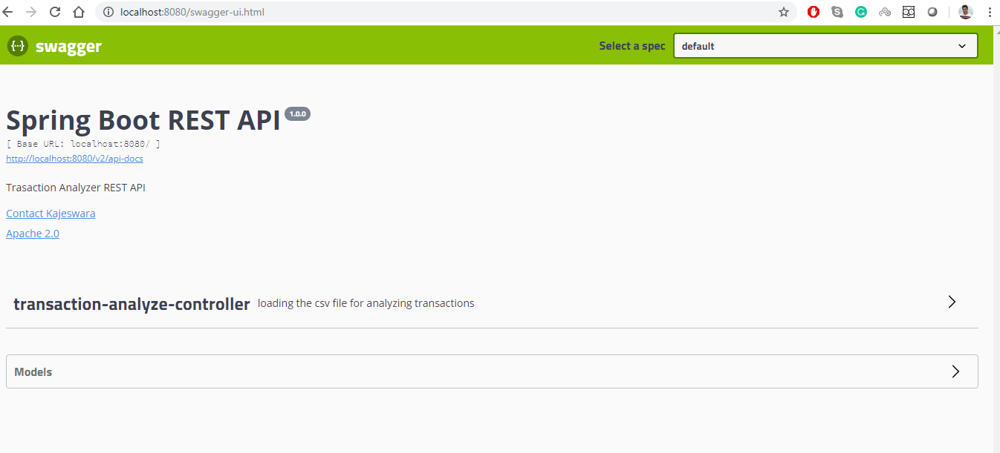 localhost:8080/swagger-ui.html
{··} swagger
Select a spec
default
Spring Boot REST API 1.0.0
[ Base URL: localhost:8080/ ]
http://localhost:8080/v2/api-docs
Trasaction Analyzer REST API
Contact Kajeswara
Apache 2.0
transaction-analyze-controller loading the csv file for analyzing transactions
Models